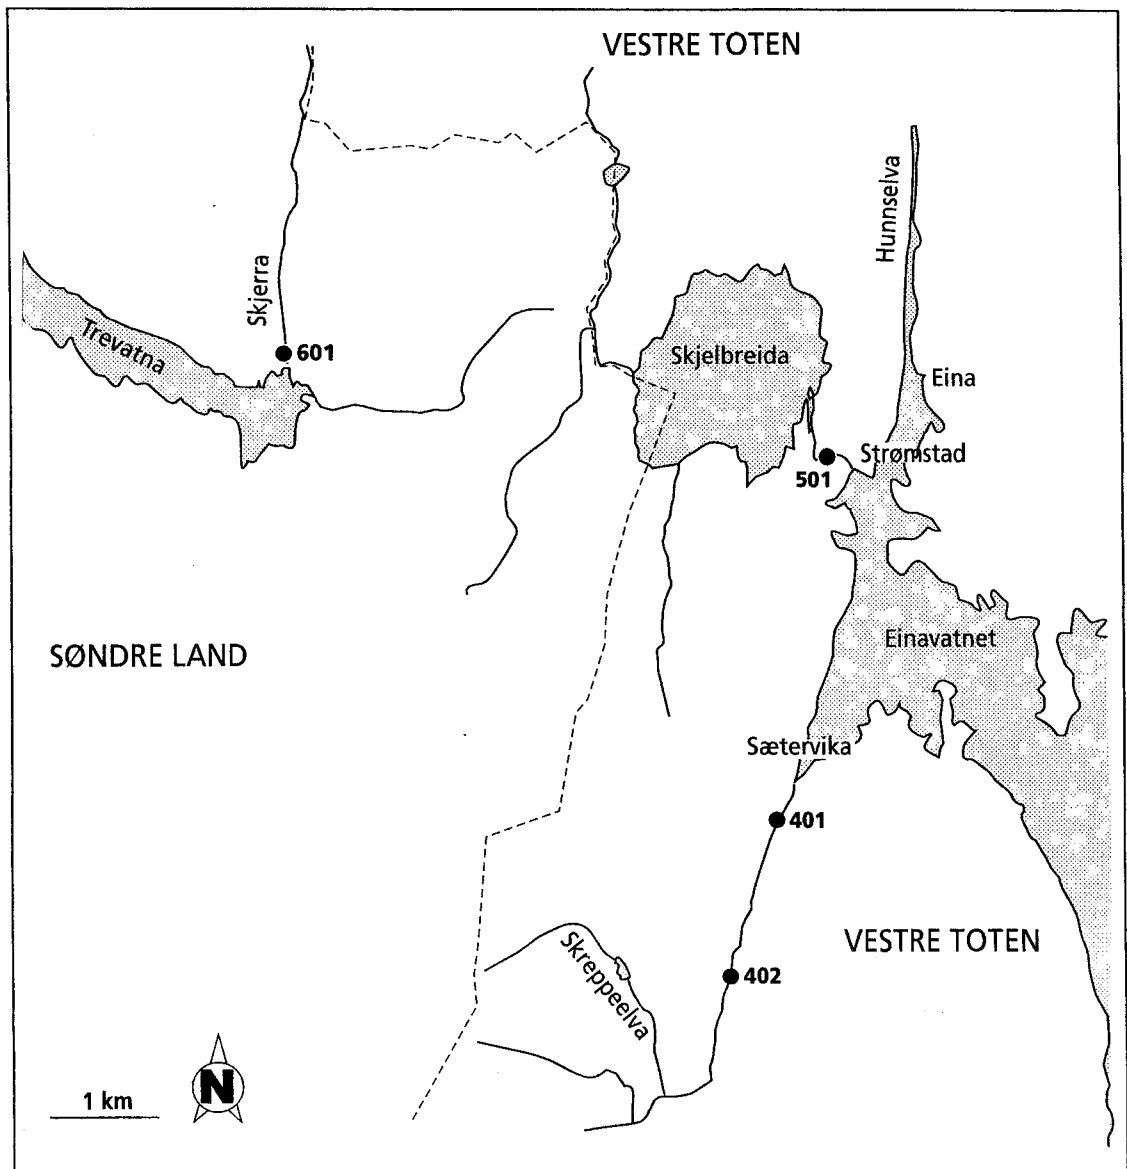 VESTRE TOTEN
Hunnselva
Skjerra
Trevatna
601
Skjelbreida
Eina
Strømstad
501
SØNDRE LAND
Einavatnet
Sætervika
401
VESTRE TOTEN
Skreppeelva
402
N
1 km